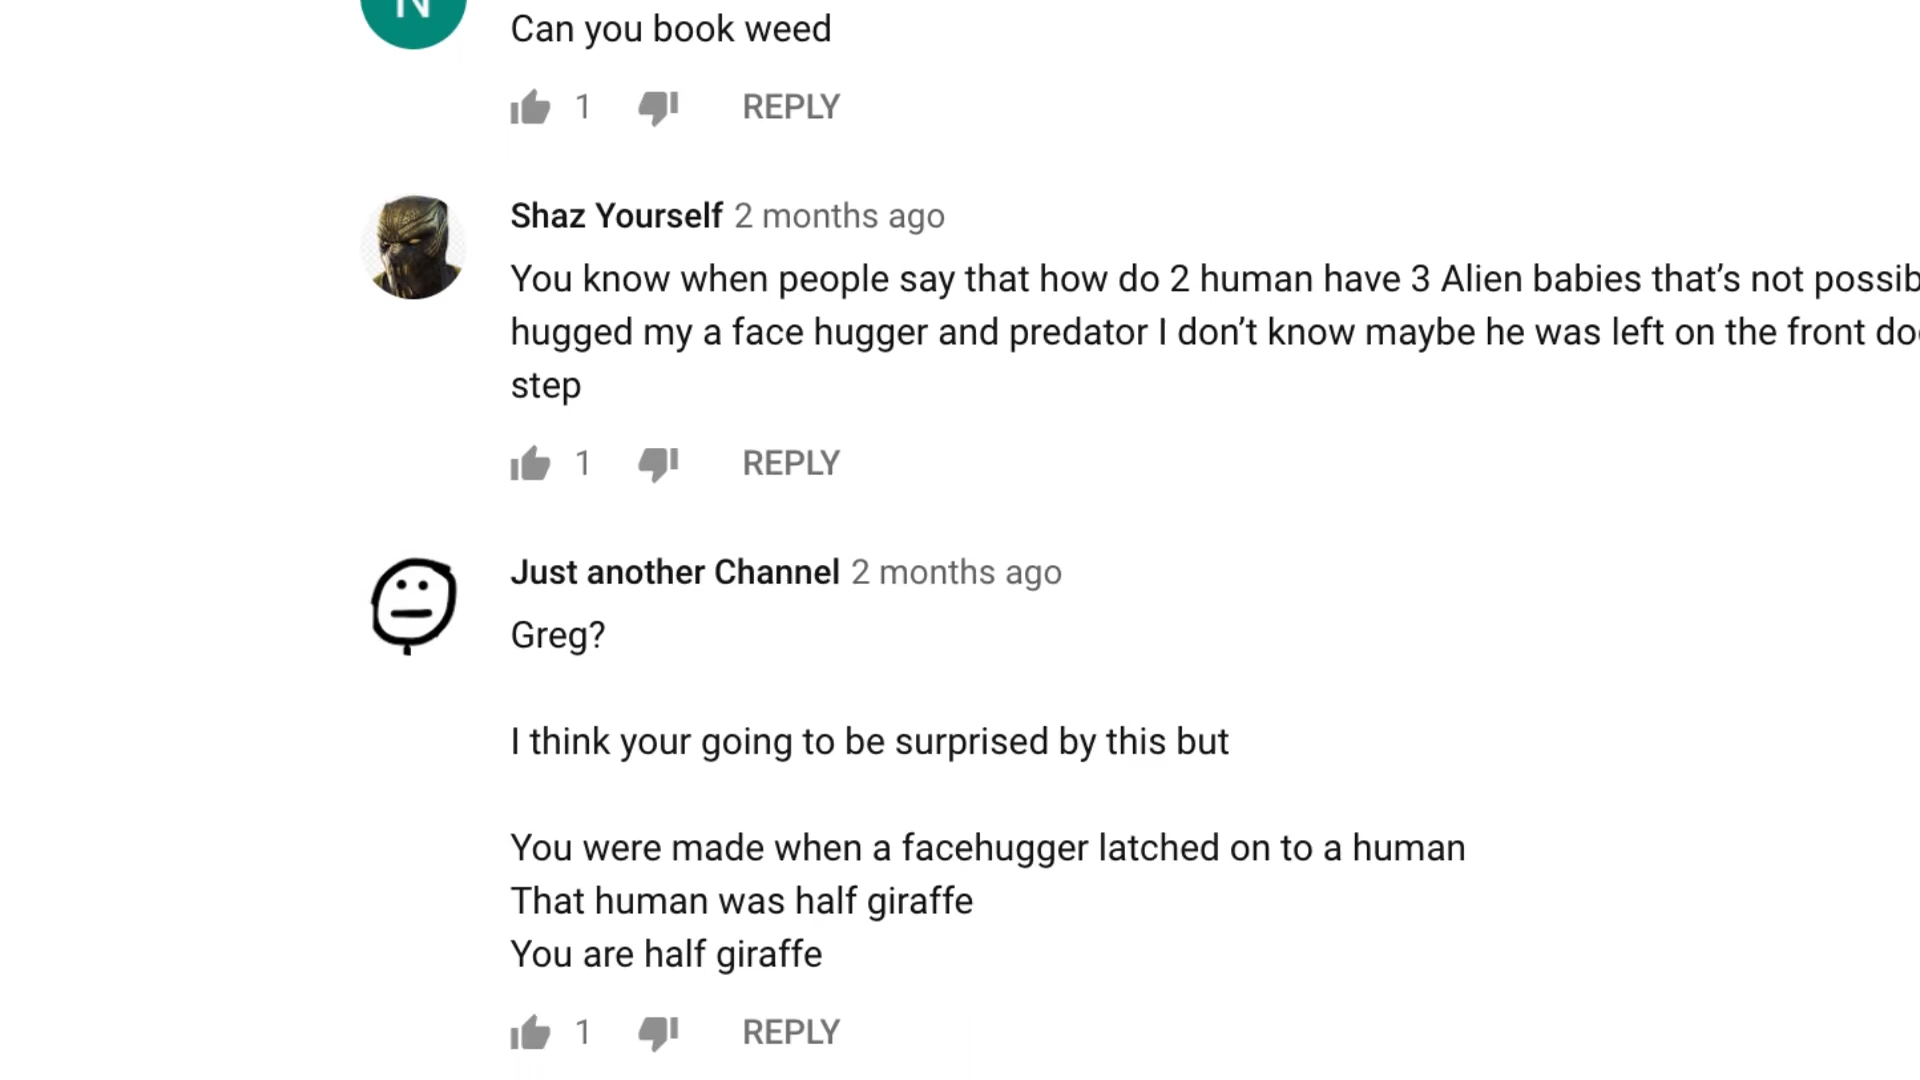 N
Can you book weed
1 REPLY
Shaz Yourself 2 months ago
You know when people say that how do 2 human have 3 Alien babies that’s not possib
hugged my a face hugger and predator I don’t know maybe he was left on the front do
step
1 REPLY
Just another Channel 2 months ago
Greg?
I think your going to be surprised by this but
You were made when a facehugger latched on to a human
That human was half giraffe
You are half giraffe
1 REPLY